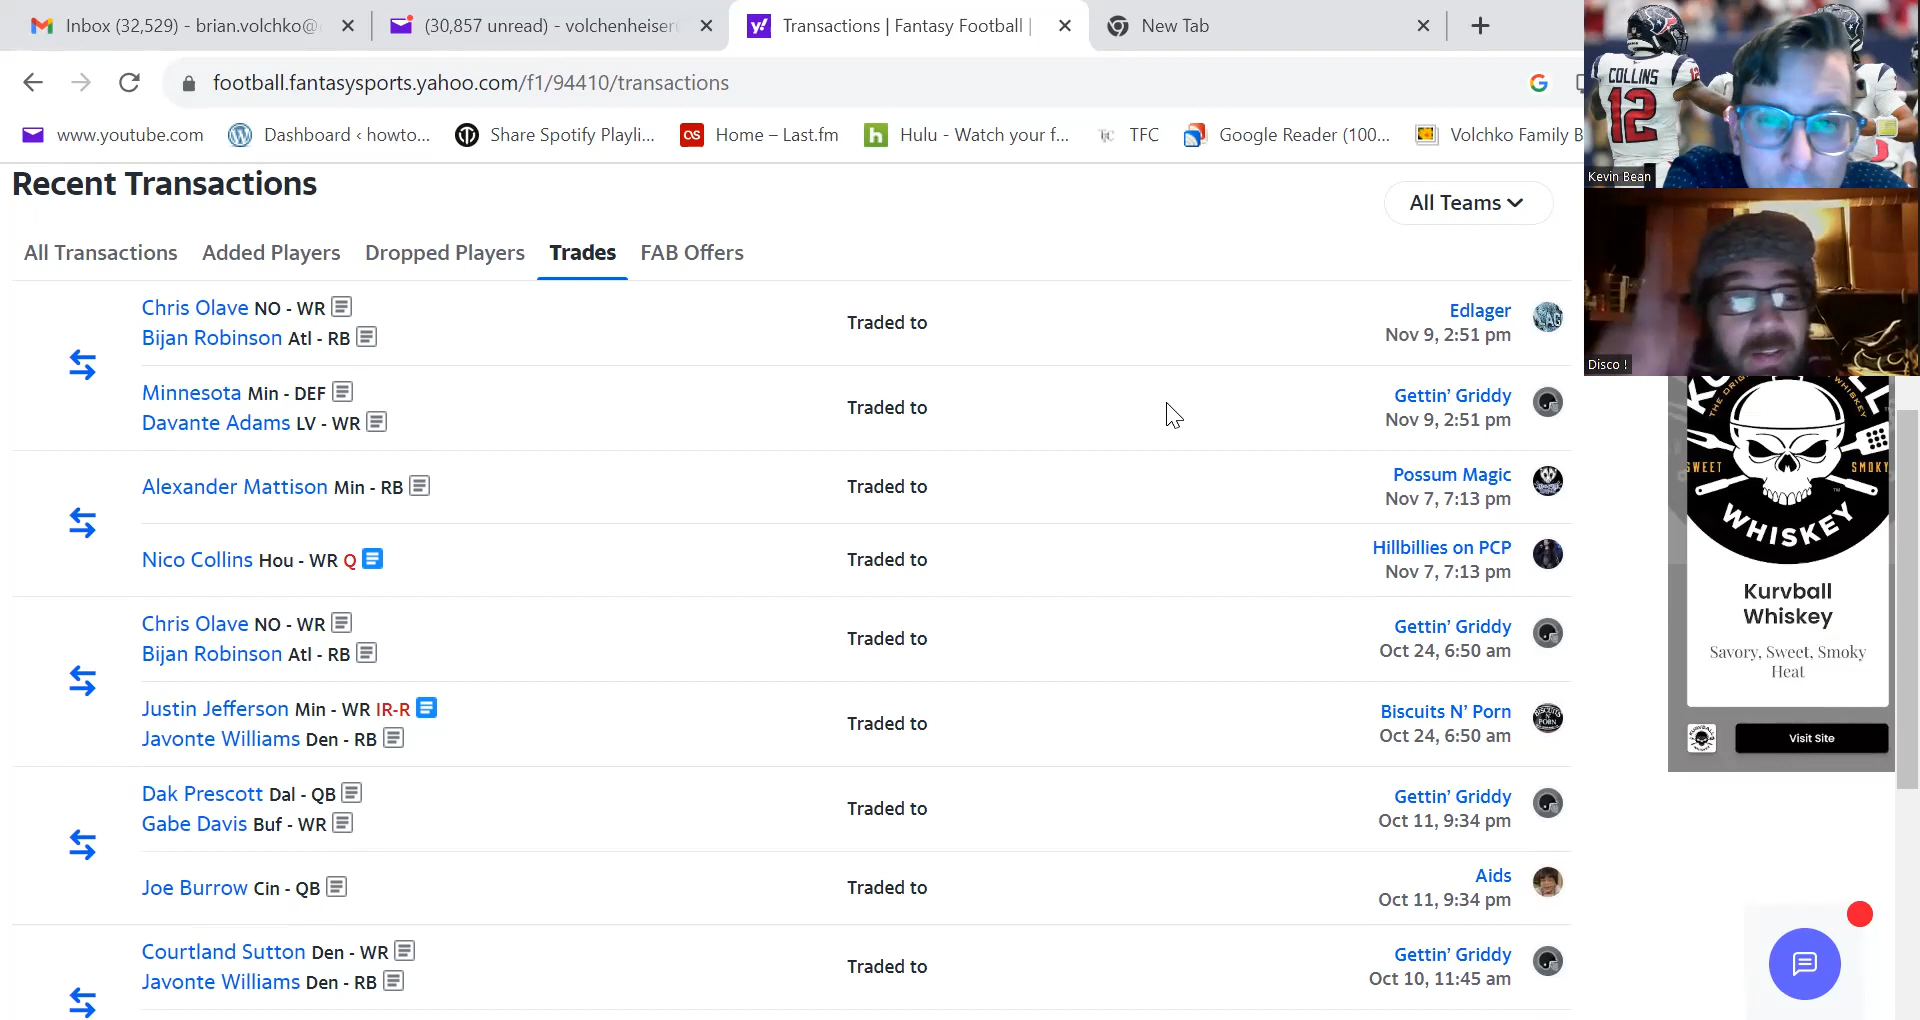 Inbox (32,529) - brian.volchko@
(30,857 unread) - volchenheiser
Transactions | Fantasy Football |
New Tab
football.fantasysports.yahoo.com/f1/94410/transactions
www.youtube.com
Dashboard ‹ howto...
Share Spotify Playli...
Home – Last.fm
Hulu - Watch your f...
TFC
Google Reader (100...
Volchko Family B
COLLINS
12
Kevin Bean
Disco !
Recent Transactions
All Teams
All Transactions
Added Players
Dropped Players
Trades
FAB Offers
Chris Olave NO - WR
Bijan Robinson Atl - RB
Traded to
Edlager
Nov 9, 2:51 pm
Minnesota Min - DEF
Davante Adams LV - WR
Traded to
Gettin' Griddy
Nov 9, 2:51 pm
Alexander Mattison Min - RB
Traded to
Possum Magic
Nov 7, 7:13 pm
Nico Collins Hou - WR Q
Traded to
Hillbillies on PCP
Nov 7, 7:13 pm
Chris Olave NO - WR
Bijan Robinson Atl - RB
Traded to
Gettin' Griddy
Oct 24, 6:50 am
Justin Jefferson Min - WR IR-R
Javonte Williams Den - RB
Traded to
Biscuits N' Porn
Oct 24, 6:50 am
Dak Prescott Dal - QB
Gabe Davis Buf - WR
Traded to
Gettin' Griddy
Oct 11, 9:34 pm
Joe Burrow Cin - QB
Traded to
Aids
Oct 11, 9:34 pm
Courtland Sutton Den - WR
Javonte Williams Den - RB
Traded to
Gettin' Griddy
Oct 10, 11:45 am
SWEET
SMOKY
WHISKEY
Kurvball
Whiskey
Savory, Sweet, Smoky
Heat
Visit Site